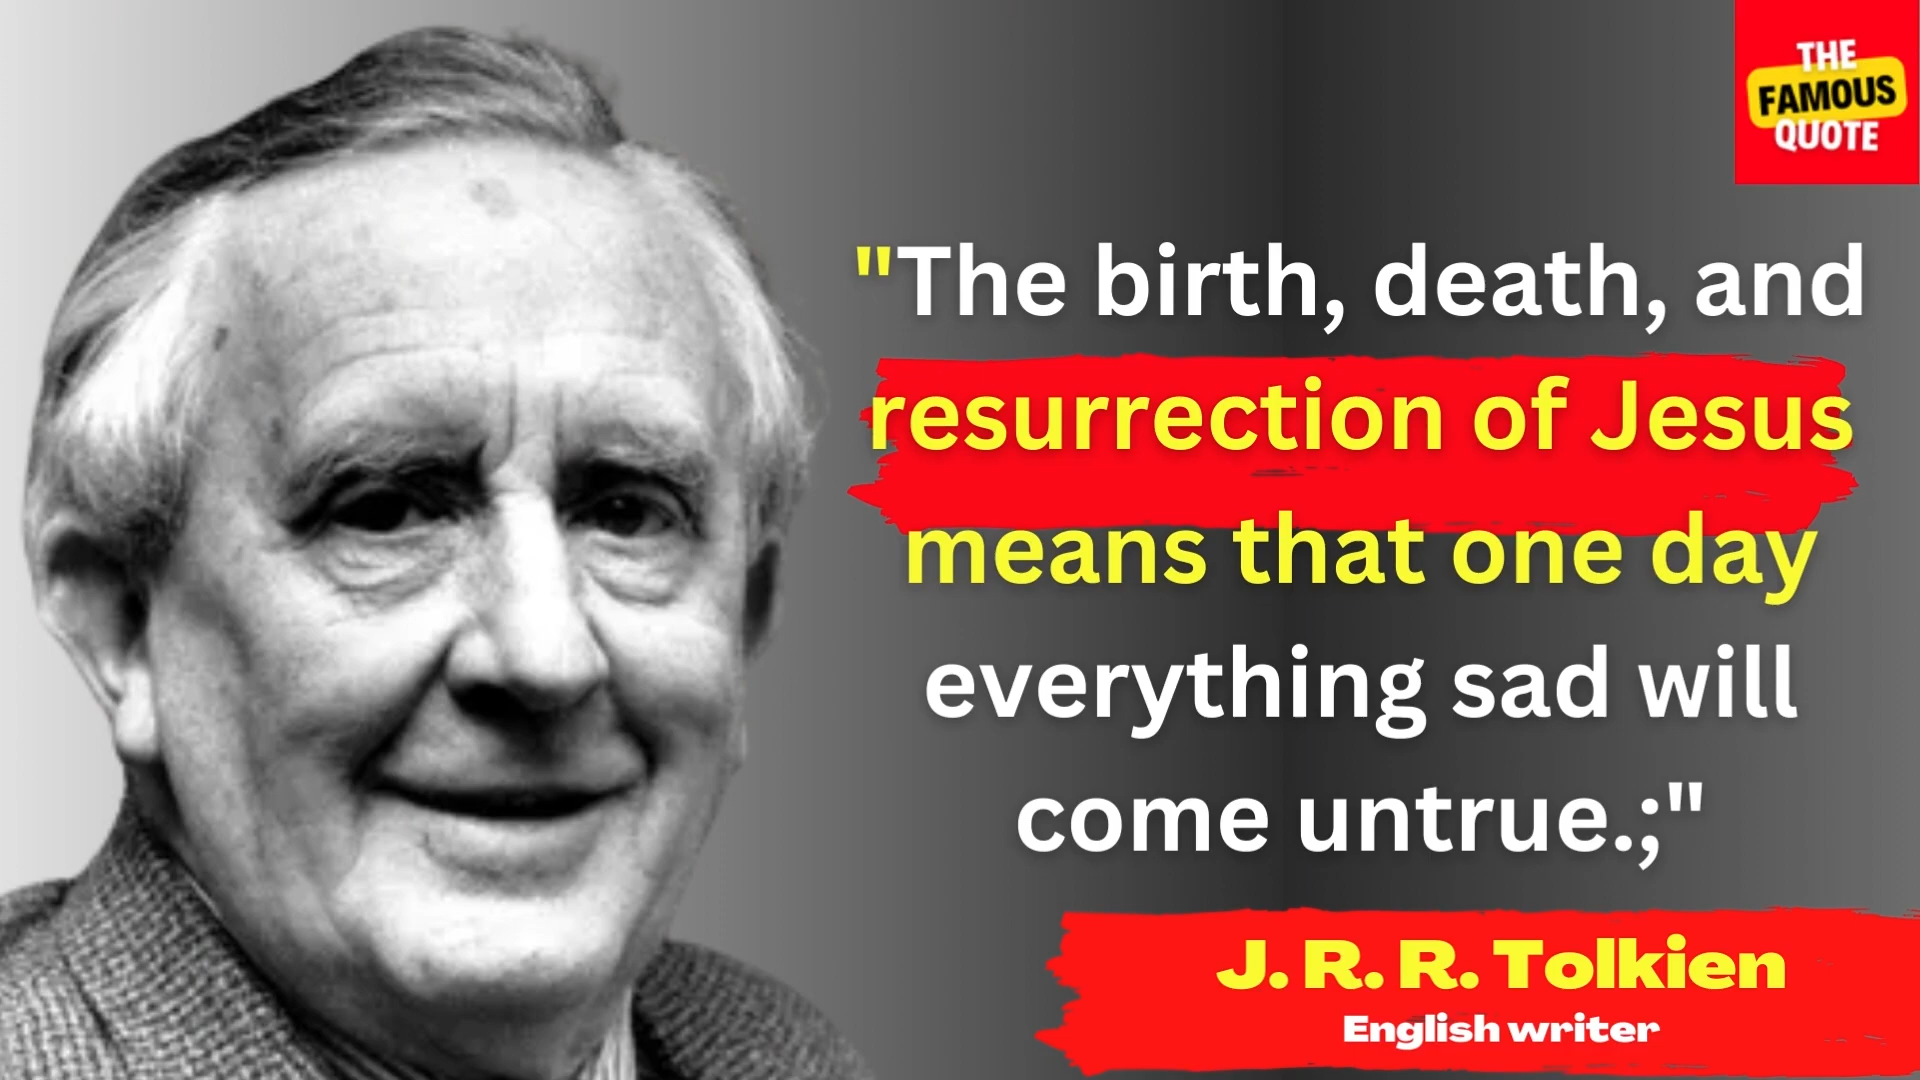 THE
FAMOUS
QUOTE
"The birth, death, and
resurrection of Jesus
means that one day
everything sad will
come untrue.;"
J. R. R. Tolkien
English writer